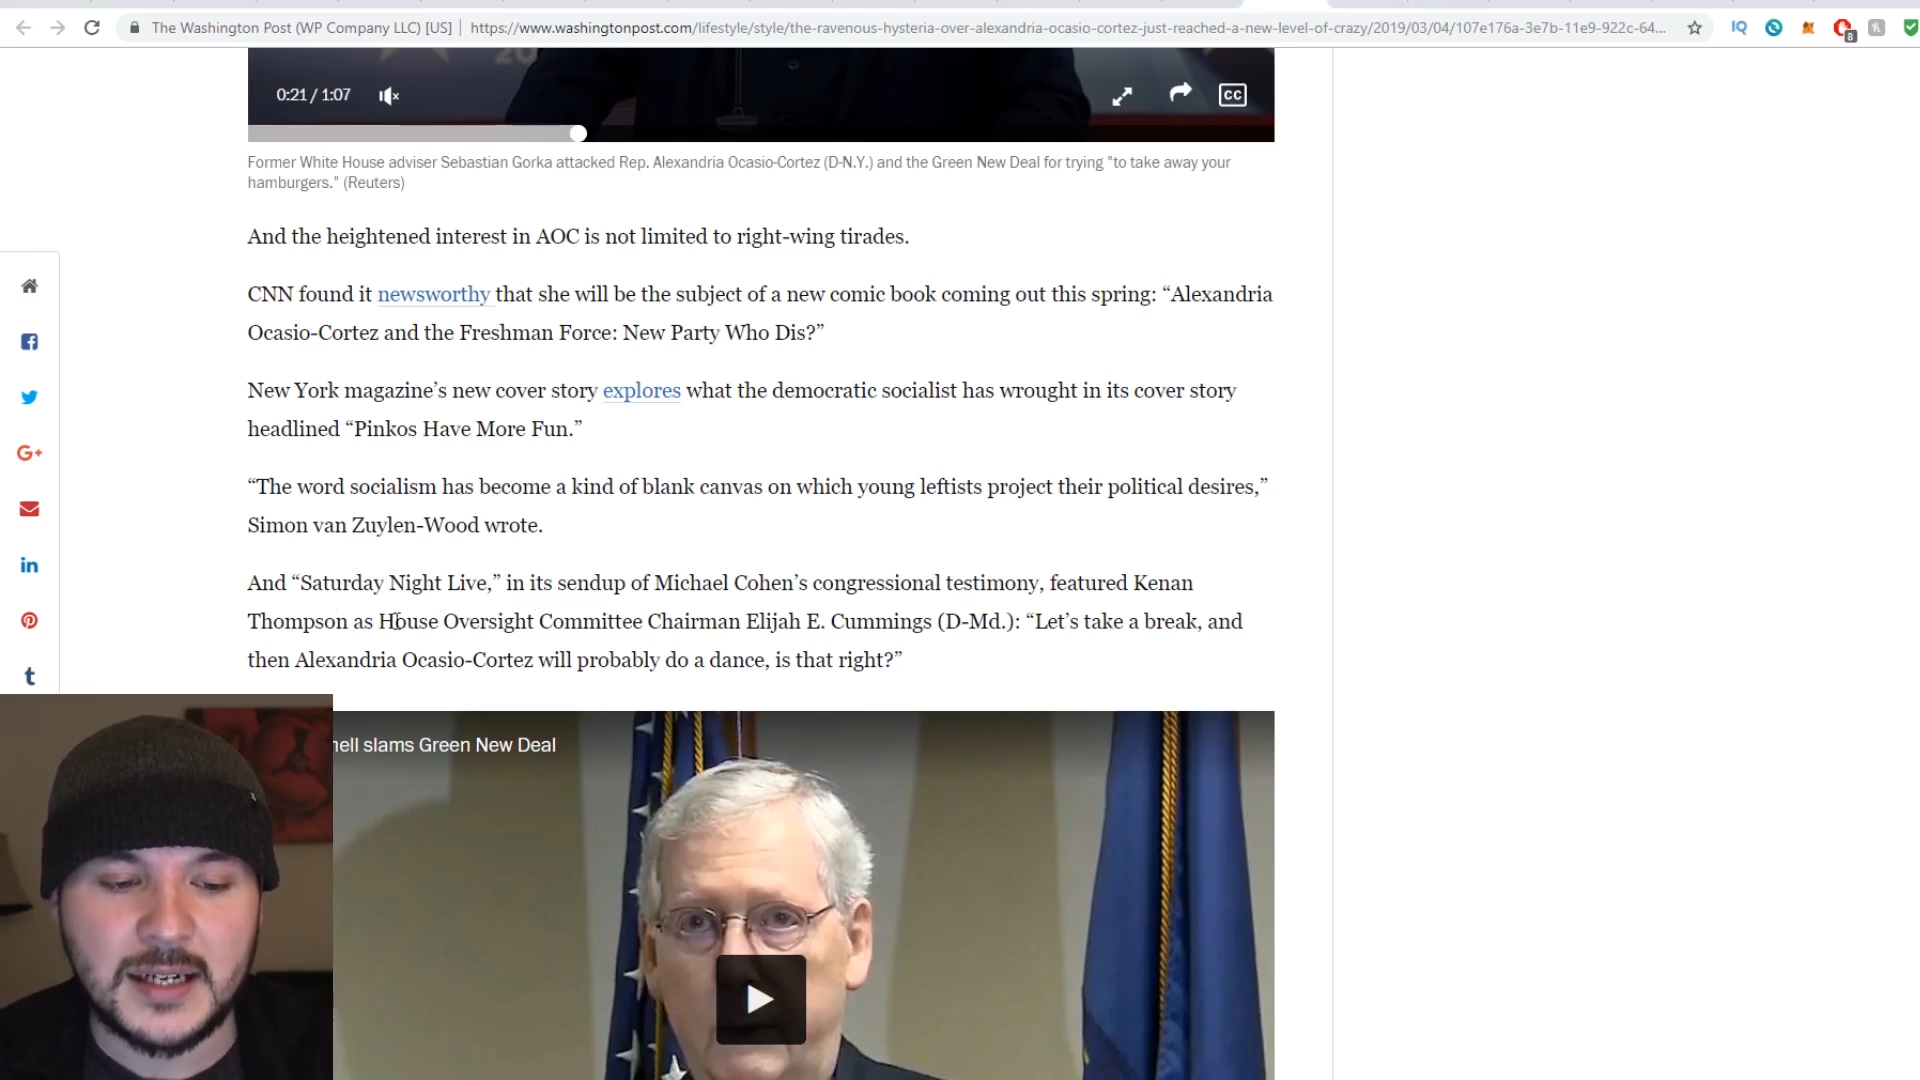 The Washington Post (WP Company LLC) [US] | https://www.washingtonpost.com/lifestyle/style/the-ravenous-hysteria-over-alexandria-ocasio-cortez-just-reached-a-new-level-of-crazy/2019/03/04/107e176a-3e7b-11e9-922c-64...
IQ
8
20
0:21 / 1:07
CC
Former White House adviser Sebastian Gorka attacked Rep. Alexandria Ocasio-Cortez (D-N.Y.) and the Green New Deal for trying "to take away your
hamburgers." (Reuters)
And the heightened interest in AOC is not limited to right-wing tirades.
CNN found it newsworthy that she will be the subject of a new comic book coming out this spring: “Alexandria
Ocasio-Cortez and the Freshman Force: New Party Who Dis?”
New York magazine’s new cover story explores what the democratic socialist has wrought in its cover story
headlined “Pinkos Have More Fun.”
“The word socialism has become a kind of blank canvas on which young leftists project their political desires,”
Simon van Zuylen-Wood wrote.
And “Saturday Night Live,” in its sendup of Michael Cohen’s congressional testimony, featured Kenan
Thompson as House Oversight Committee Chairman Elijah E. Cummings (D-Md.): “Let’s take a break, and
then Alexandria Ocasio-Cortez will probably do a dance, is that right?”
nell slams Green New Deal